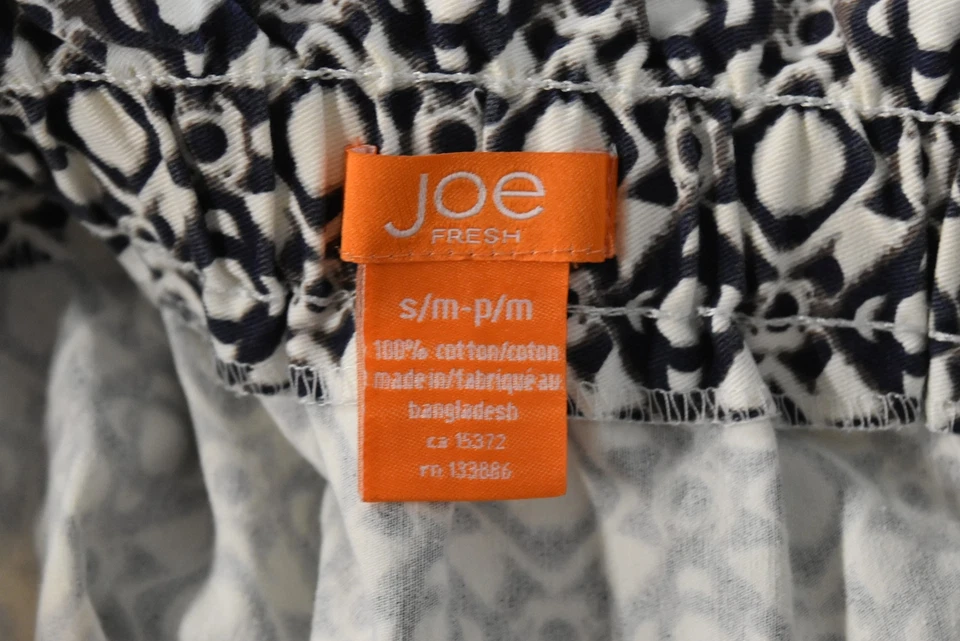 joe
FRESH
s/m-p/m
100% cotton/coton
made in/fabriqué au
bangladesh
ca 15372
rn 133886